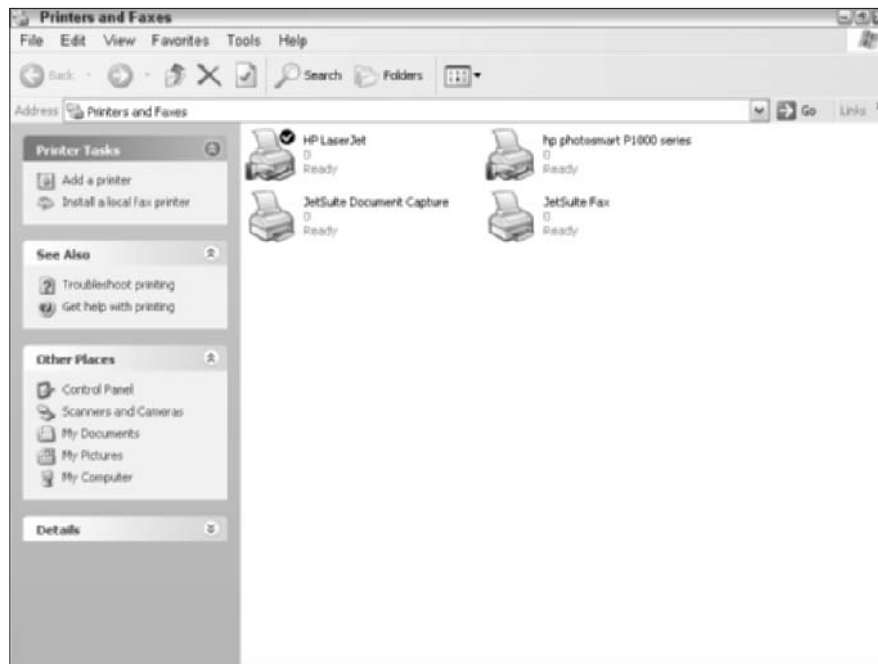 Printers and Faxes
File Edit View Favorites Tools Help
Back Search Folders
Address Printers and Faxes Go Links
Printer Tasks
Add a printer
Install a local fax printer
See Also
Troubleshoot printing
Get help with printing
Other Places
Control Panel
Scanners and Cameras
My Documents
My Pictures
My Computer
Details
HP LaserJet
0
Ready
hp photosmart P1000 series
0
Ready
JetSuite Document Capture
0
Ready
JetSuite Fax
0
Ready